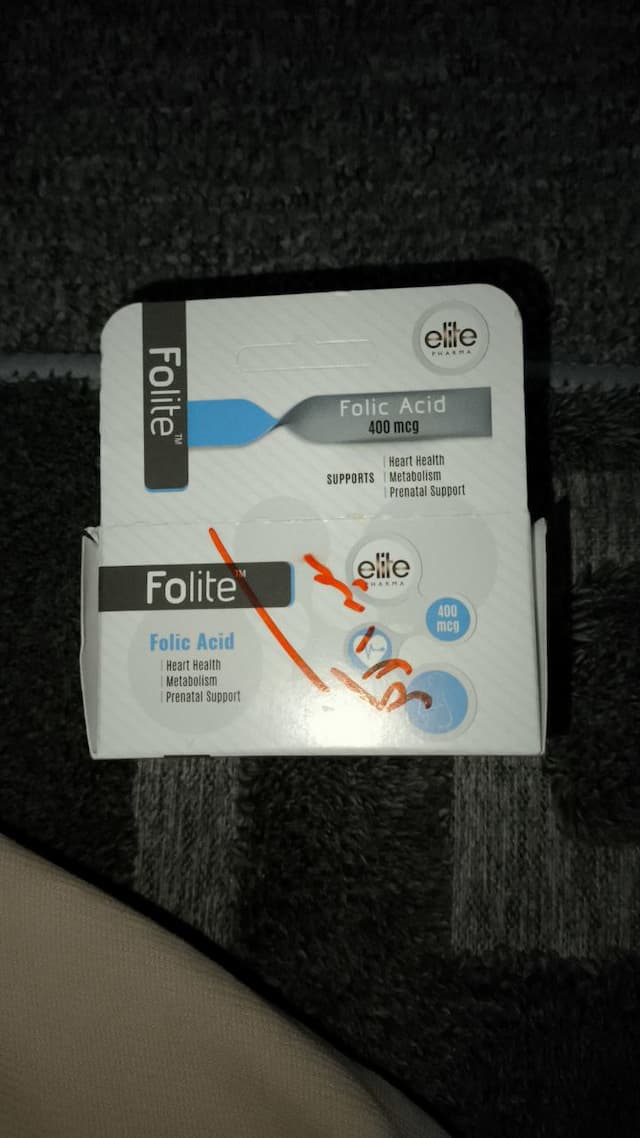 Folite™
elite
PHARMA
Folic Acid
400 mcg
SUPPORTS
Heart Health
Metabolism
Prenatal Support
Folite™
elite
PHARMA
400
mcg
Folic Acid
Heart Health
Metabolism
Prenatal Support